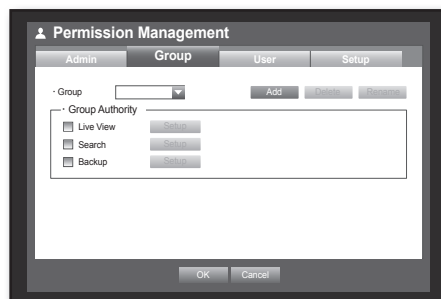 Permission Management
Admin Group User Setup
· Group Add Delete Rename
· Group Authority
Live View Setup
Search Setup
Backup Setup
OK Cancel